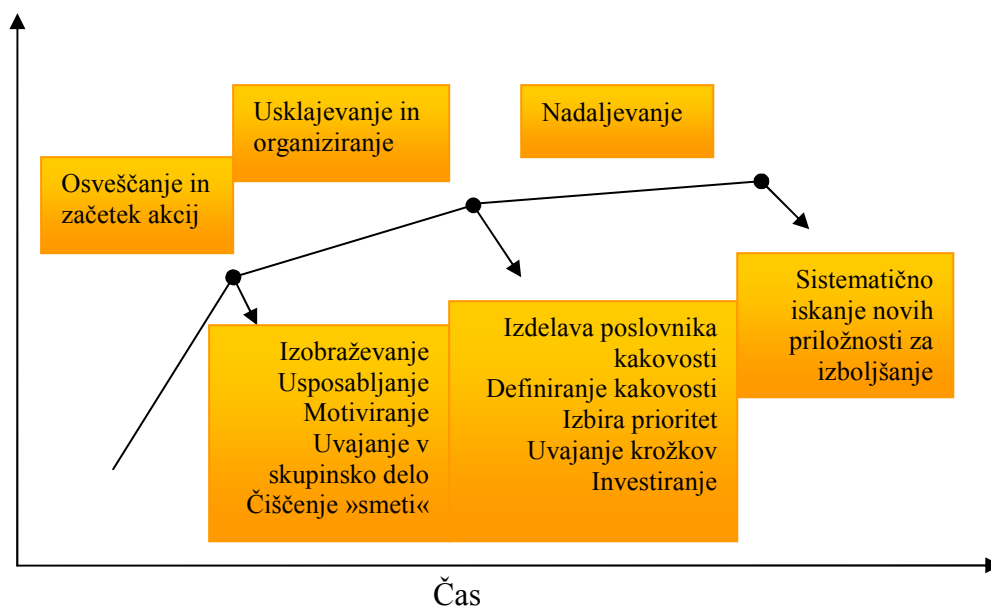 Osveščanje in
začetek akcij
Usklajevanje in
organiziranje
Nadaljevanje
Izobraževanje
Usposabljanje
Motiviranje
Uvajanje v
skupinsko delo
Čiščenje »smeti«
Izdelava poslovnika
kakovosti
Definiranje kakovosti
Izbira prioritet
Uvajanje krožkov
Investiranje
Sistematično
iskanje novih
priložnosti za
izboljšanje
Čas